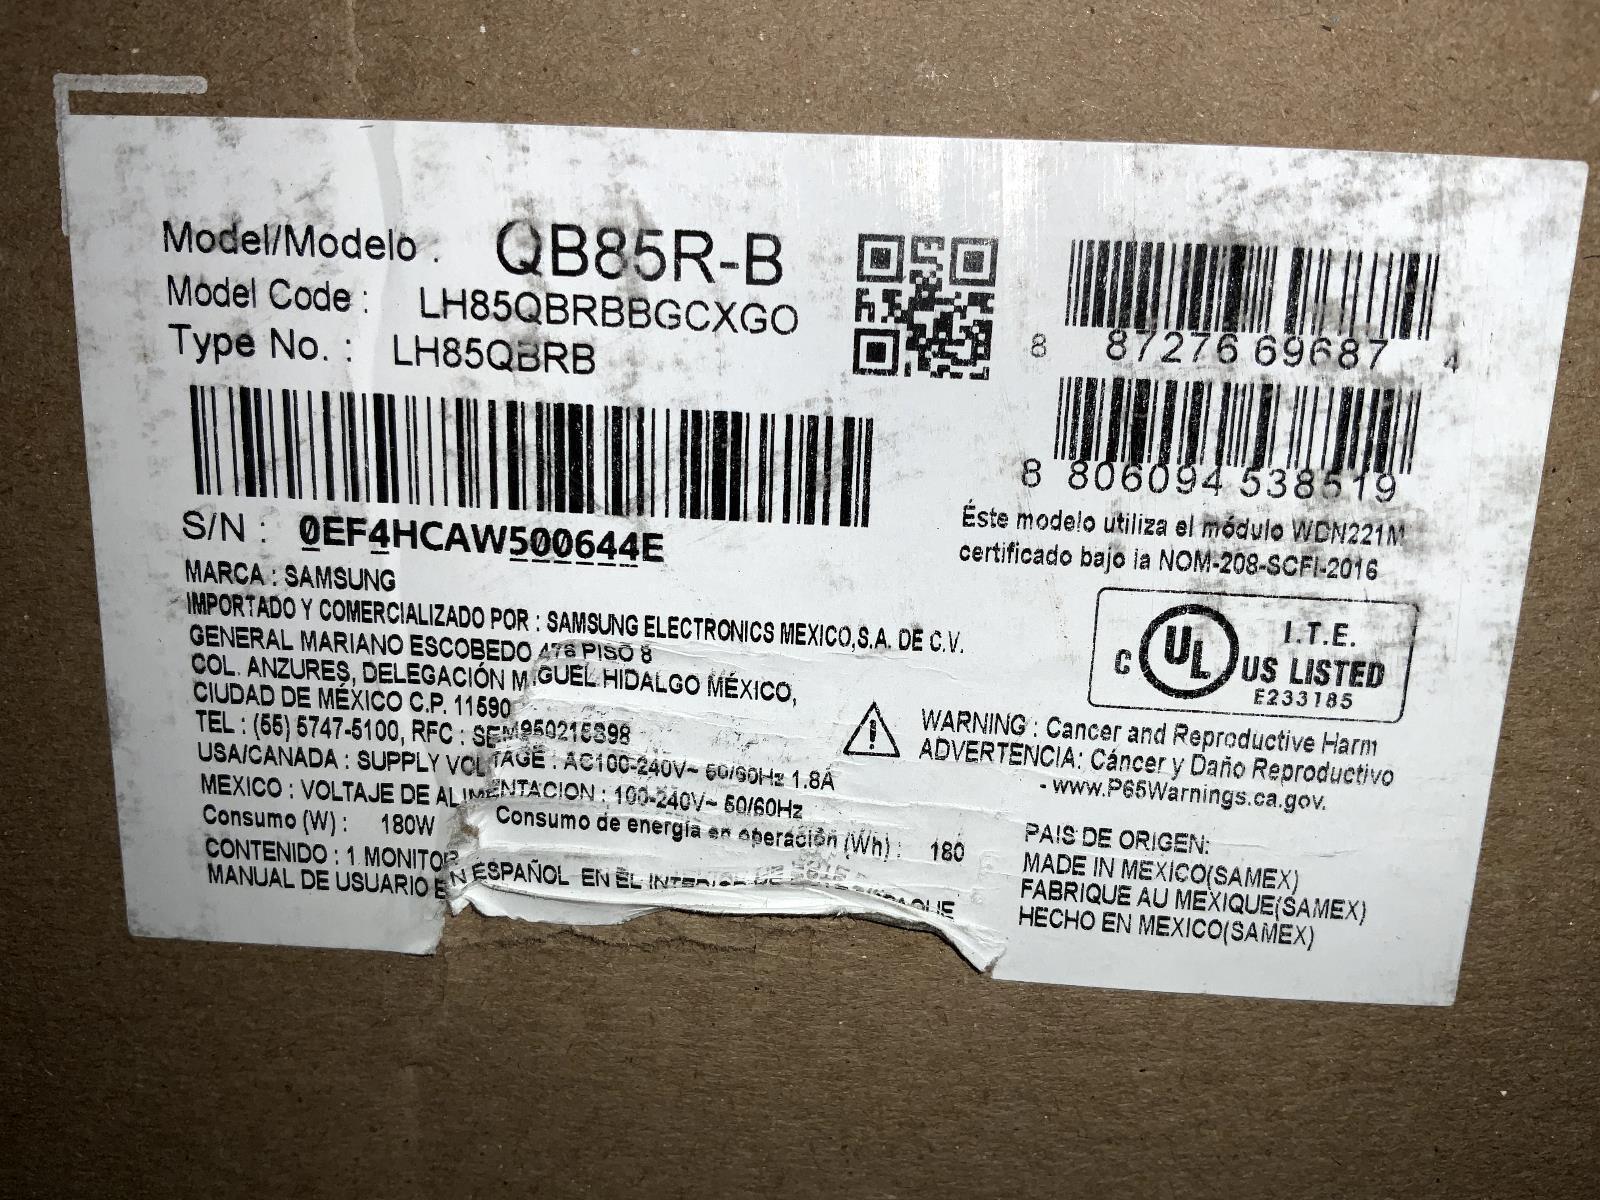 Model/Modelo : QB85R-B
Model Code : LH85QBRBBGCXGO
Type No. : LH85QBRB
8 87276 69687 4
8 806094 538519
S/N : 0EF4HCAW500644E
Éste modelo utiliza el módulo WDN221M
certificado bajo la NOM-208-SCFI-2016
MARCA : SAMSUNG
IMPORTADO Y COMERCIALIZADO POR : SAMSUNG ELECTRONICS MEXICO,S.A. DE C.V.
GENERAL MARIANO ESCOBEDO 476 PISO 8
COL. ANZURES, DELEGACIÓN MIGUEL HIDALGO MÉXICO,
CIUDAD DE MÉXICO C.P. 11590
TEL : (55) 5747-5100, RFC : SEM950215S98
USA/CANADA : SUPPLY VOLTAGE : AC100-240V~ 50/60Hz 1.8A
MEXICO : VOLTAJE DE ALIMENTACION : 100-240V~ 50/60Hz
Consumo (W) : 180W Consumo de energía en operación (Wh) : 180
CONTENIDO : 1 MONITOR
MANUAL DE USUARIO EN ESPAÑOL EN EL INTERIOR DE ESTE EMPAQUE
C UL US LISTED
I.T.E.
E233185
WARNING : Cancer and Reproductive Harm
ADVERTENCIA: Cáncer y Daño Reproductivo
- www.P65Warnings.ca.gov.
PAIS DE ORIGEN:
MADE IN MEXICO(SAMEX)
FABRIQUE AU MEXIQUE(SAMEX)
HECHO EN MEXICO(SAMEX)